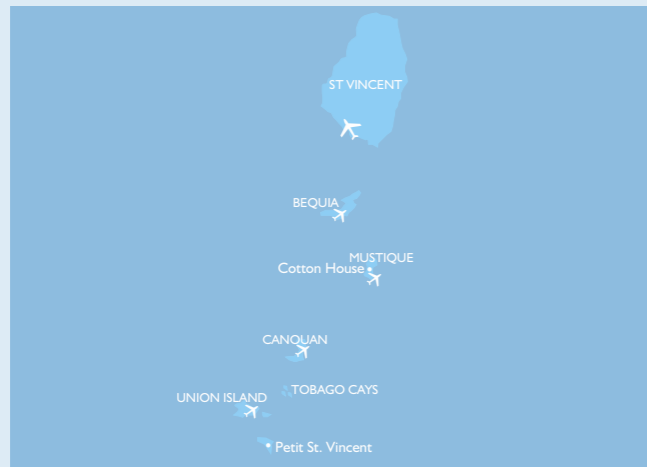 ST VINCENT
BEQUIA
MUSTIQUE
Cotton House
CANOUAN
TOBAGO CAYS
UNION ISLAND
Petit St. Vincent